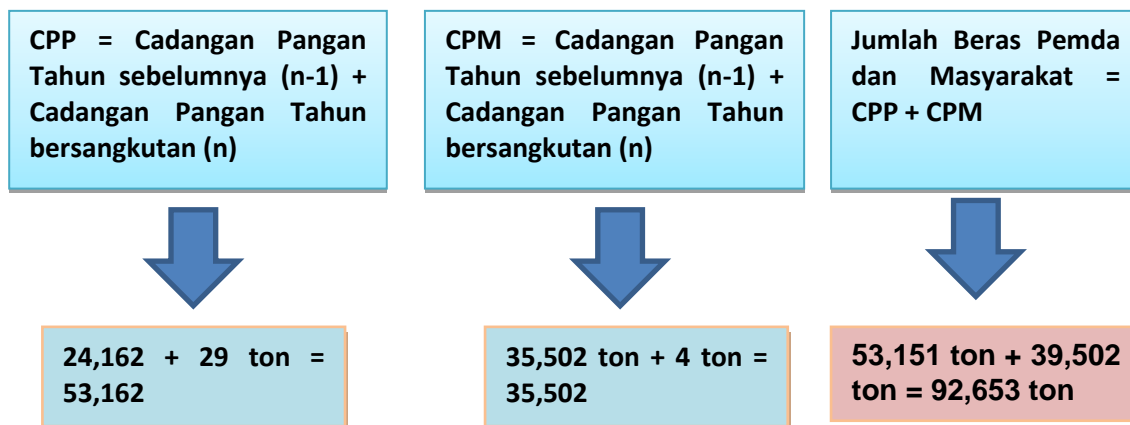 CPP = Cadangan Pangan
Tahun sebelumnya (n-1) +
Cadangan Pangan Tahun
bersangkutan (n)
CPM = Cadangan Pangan
Tahun sebelumnya (n-1) +
Cadangan Pangan Tahun
bersangkutan (n)
Jumlah Beras Pemda
dan Masyarakat =
CPP + CPM
24,162 + 29 ton =
53,162
35,502 ton + 4 ton =
35,502
53,151 ton + 39,502
ton = 92,653 ton